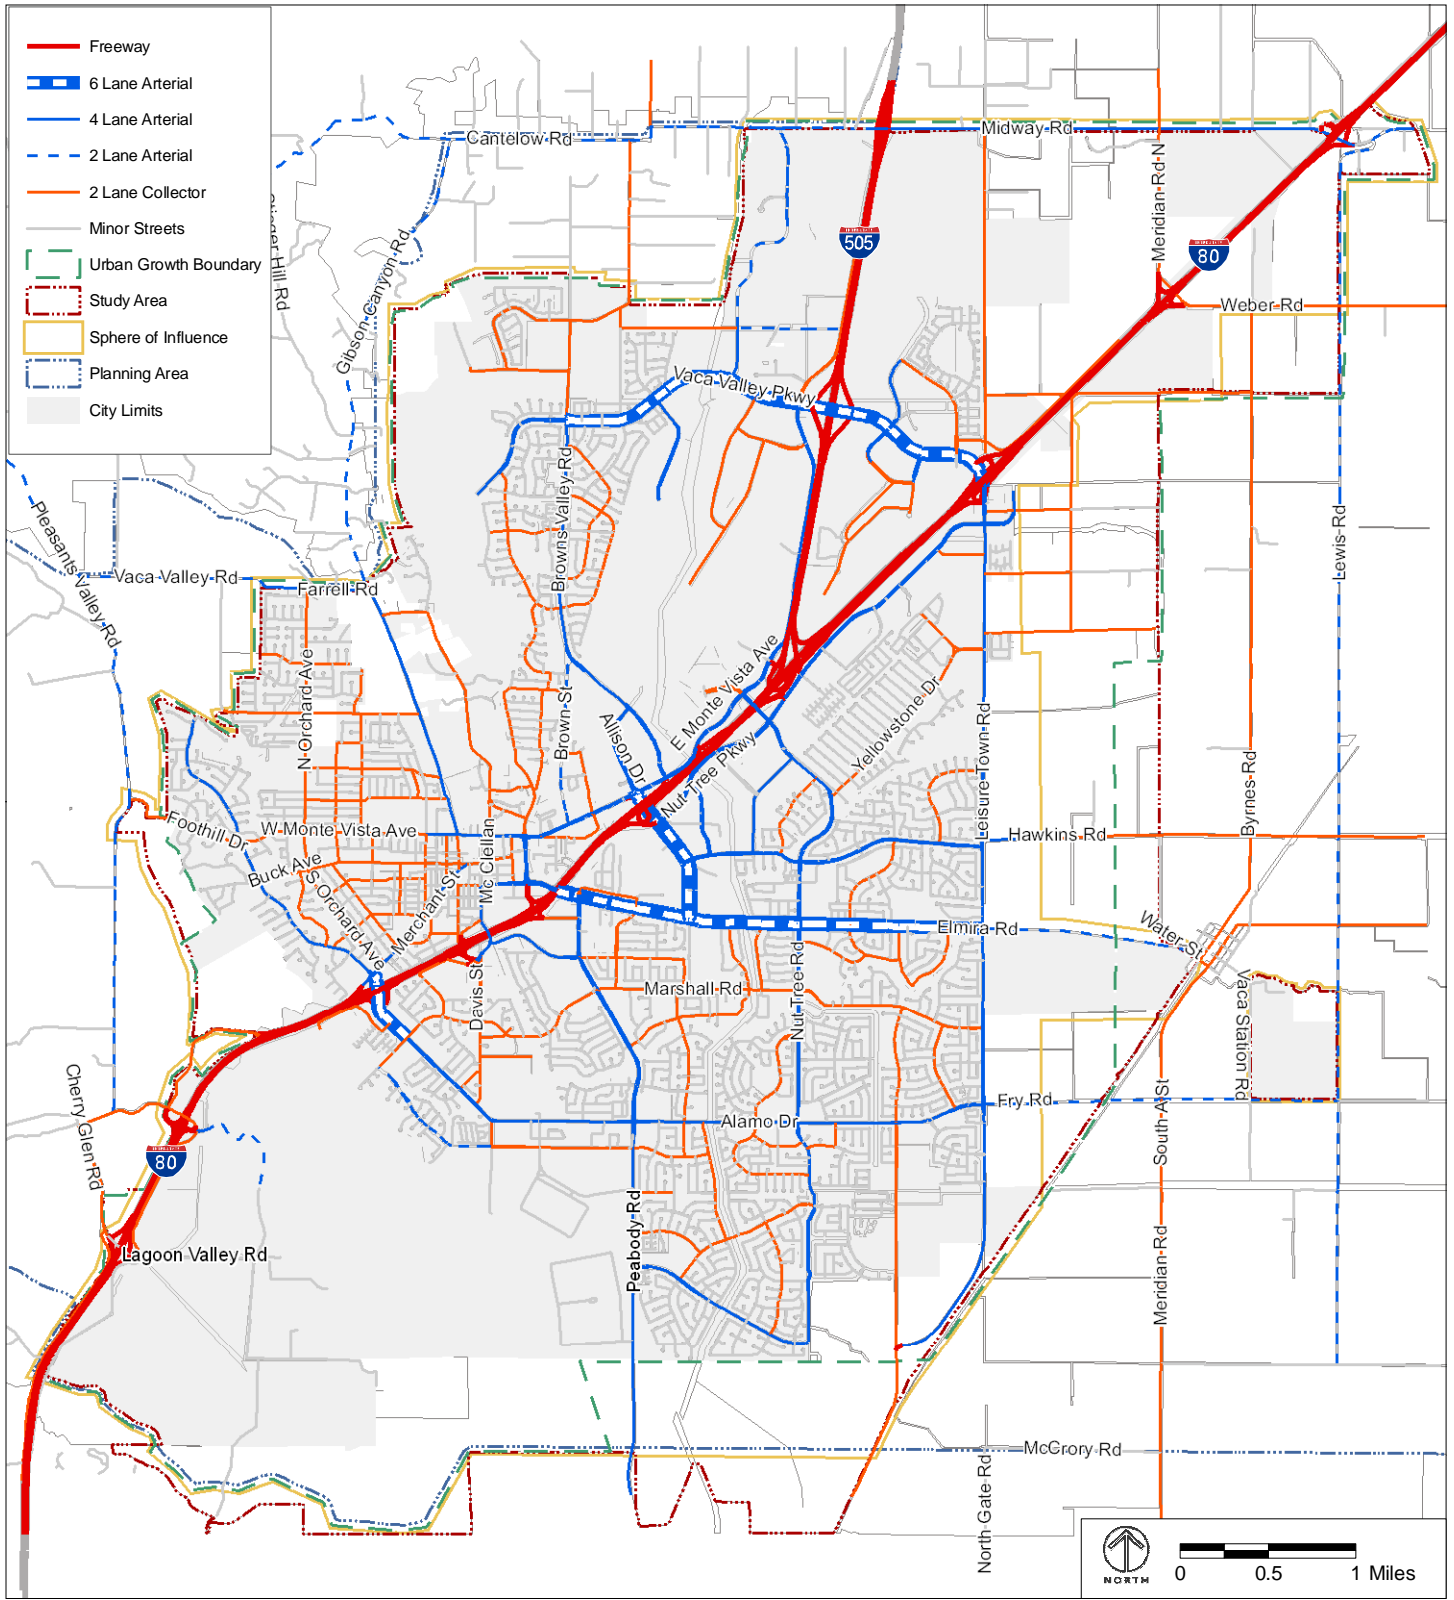 Freeway
6 Lane Arterial
4 Lane Arterial
2 Lane Arterial
2 Lane Collector
Minor Streets
Urban Growth Boundary
Study Area
Sphere of Influence
Planning Area
City Limits
Cantelow Rd
Midway Rd
Meridian Rd N
505
80
Hill Rd
Gibson Canyon Rd
Weber Rd
Vaca Valley Pkwy
Browns Valley Rd
Pleasants Valley Rd
Lewis Rd
Vaca Valley Rd
Farrell Rd
N Orchard Ave
E Monte Vista Ave
Brown St
Allison Dr
Yellowstone Dr
Leisure Town Rd
Nut Tree Pkwy
Byrnes Rd
Foothill Dr
W Monte Vista Ave
Hawkins Rd
Buck Ave
S Orchard Ave
Merchant St
Mc Clellan
Elmira Rd
Water St
Davis St
Marshall Rd
Nut Tree Rd
Vaca Station Rd
Cherry Glen Rd
Fry Rd
Alamo Dr
South A St
80
Lagoon Valley Rd
Peabody Rd
Meridian Rd
McCrory Rd
North Gate Rd
NORTH
0 0.5 1 Miles